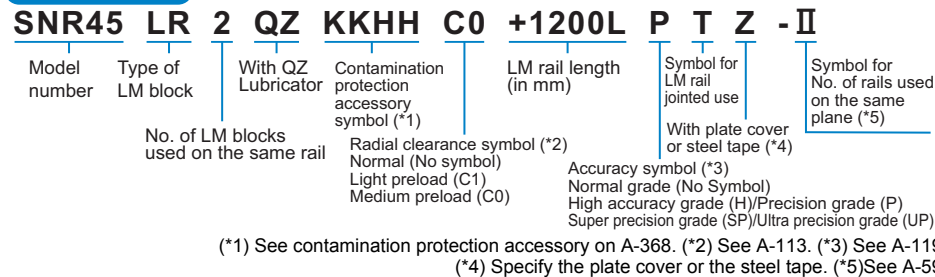 SNR45 LR 2 QZ KKHH C0 +1200L P T Z -Ⅱ
Model
number
Type of
LM block
No. of LM blocks
used on the same rail
With QZ
Lubricator
Contamination
protection
accessory
symbol (*1)
Radial clearance symbol (*2)
Normal (No symbol)
Light preload (C1)
Medium preload (C0)
LM rail length
(in mm)
Accuracy symbol (*3)
Normal grade (No Symbol)
High accuracy grade (H)/Precision grade (P)
Super precision grade (SP)/Ultra precision grade (UP)
Symbol for
LM rail
jointed use
With plate cover
or steel tape (*4)
Symbol for
No. of rails used
on the same
plane (*5)
(*1) See contamination protection accessory on A-368. (*2) See A-113. (*3) See A-119
(*4) Specify the plate cover or the steel tape. (*5)See A-59